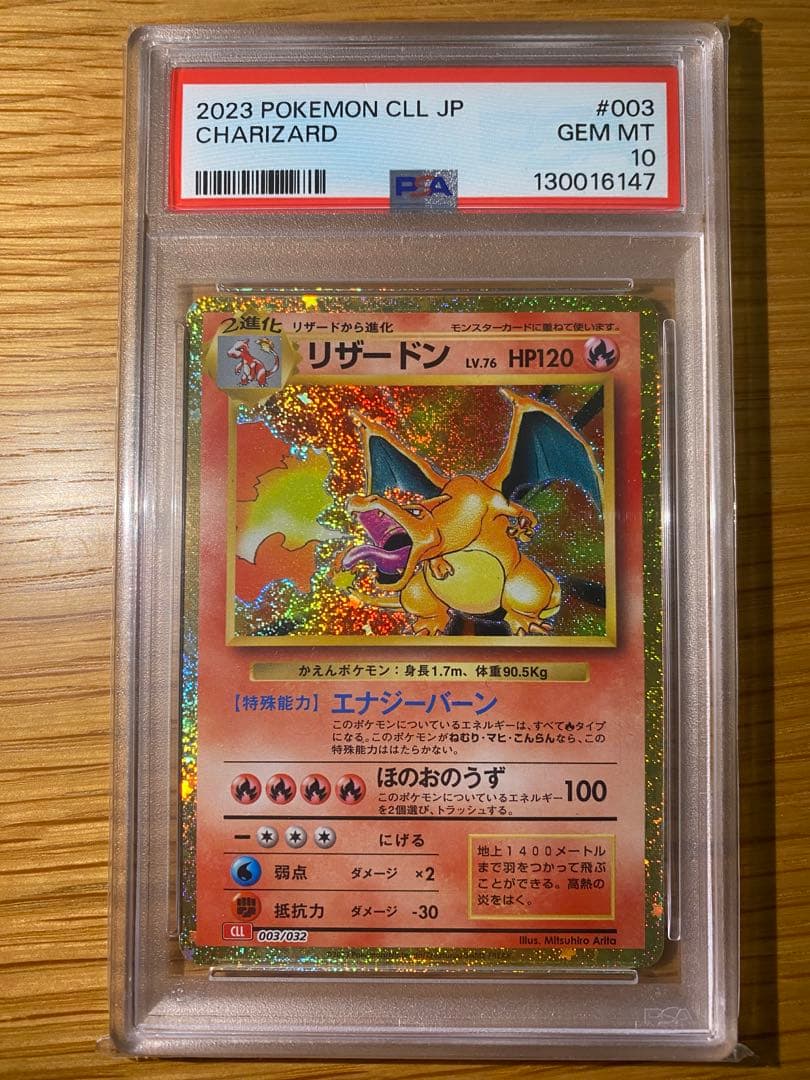 2023 POKEMON CLL JP #003
CHARIZARD GEM MT
10
PSA 130016147
2進化 リザードから進化 モンスターカードに重ねて使います。
リザードン LV.76 HP120
かえんポケモン：身長1.7m、体重90.5Kg
【特殊能力】エナジーバーン
このポケモンについているエネルギーは、すべて🔥タイプ
になる。このポケモンがねむり・マヒ・こんらんなら、この
特殊能力ははたらかない。
ほのおのうず 100
このポケモンについているエネルギー
を2個選び、トラッシュする。
にげる
弱点 ダメージ ×2
抵抗力 ダメージ -30
地上1400メートル
まで羽をつかって飛ぶ
ことができる。高熱の
炎をはく。
CLL 003/032
Illus. Mitsuhiro Arita
PSA